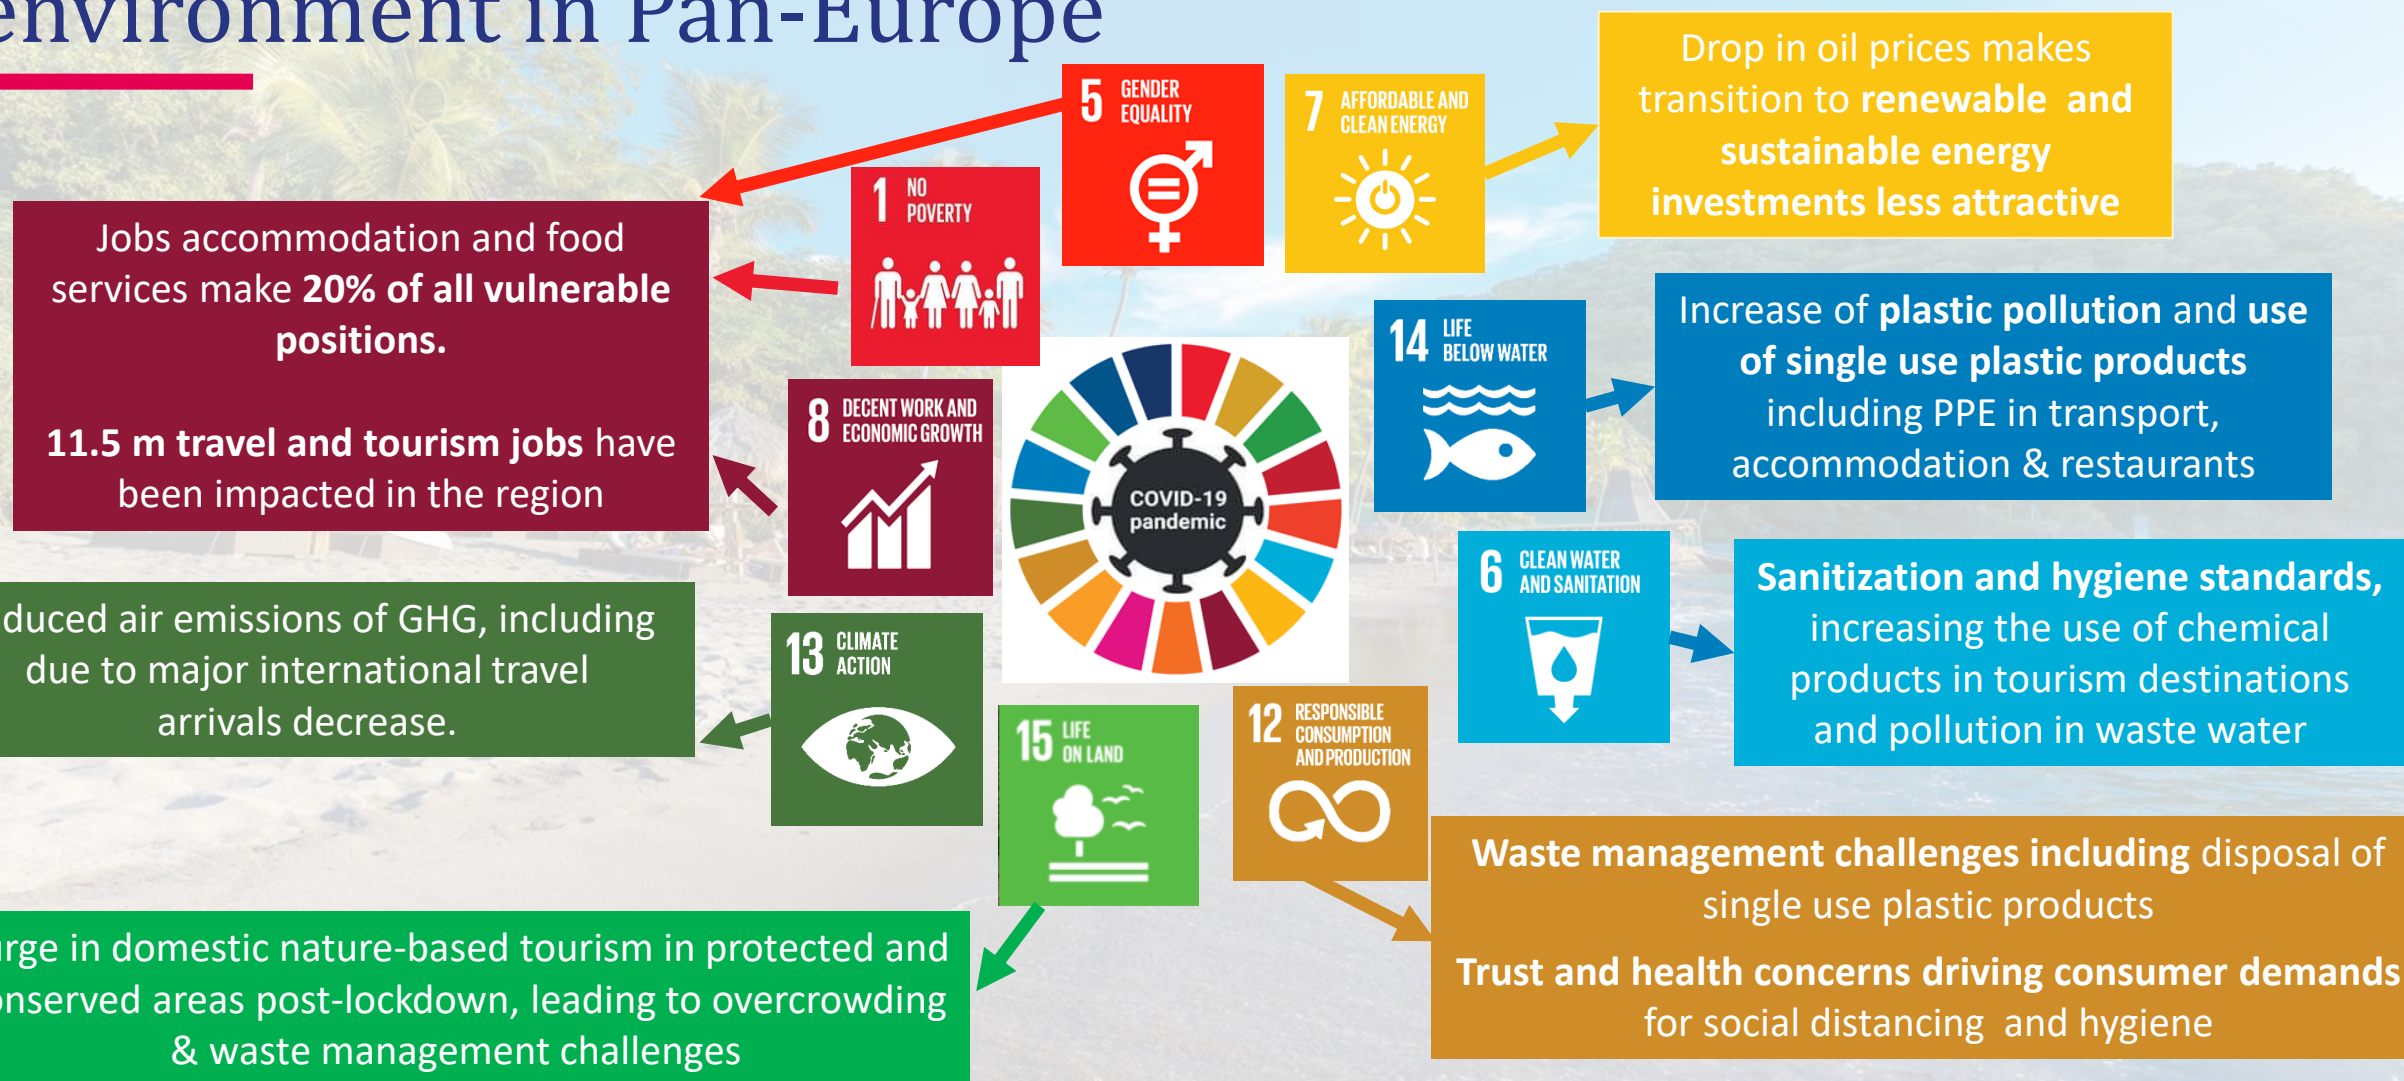 environment in Pan-Europe
5 GENDER
EQUALITY
7 AFFORDABLE AND
CLEAN ENERGY
Drop in oil prices makes
transition to renewable and
sustainable energy
investments less attractive
1 NO
POVERTY
Jobs accommodation and food
services make 20% of all vulnerable
positions.
11.5 m travel and tourism jobs have
been impacted in the region
14 LIFE
BELOW WATER
Increase of plastic pollution and use
of single use plastic products
including PPE in transport,
accommodation & restaurants
8 DECENT WORK AND
ECONOMIC GROWTH
COVID-19
pandemic
6 CLEAN WATER
AND SANITATION
Sanitization and hygiene standards,
increasing the use of chemical
products in tourism destinations
and pollution in waste water
duced air emissions of GHG, including
due to major international travel
arrivals decrease.
13 CLIMATE
ACTION
15 LIFE
ON LAND
12 RESPONSIBLE
CONSUMPTION
AND PRODUCTION
Waste management challenges including disposal of
single use plastic products
Trust and health concerns driving consumer demands
for social distancing and hygiene
urge in domestic nature-based tourism in protected and
onserved areas post-lockdown, leading to overcrowding
& waste management challenges